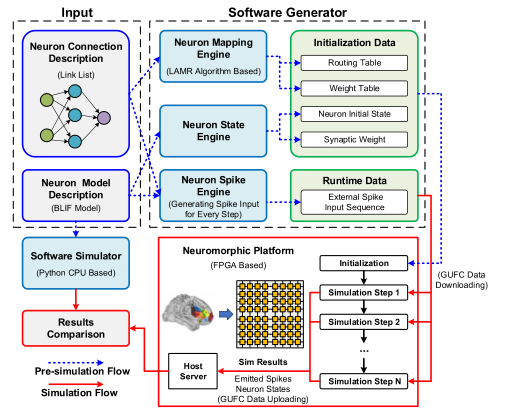 Input
Software Generator
Neuron Connection
Description
(Link List)
Neuron Mapping
Engine
(LAMR Algorithm Based)
Initialization Data
Routing Table
Weight Table
Neuron Initial State
Synaptic Weight
Neuron State
Engine
Neuron Model
Description
(BLIF Model)
Neuron Spike
Engine
(Generating Spike Input
for Every Step)
Runtime Data
External Spike
Input Sequence
Software Simulator
(Python CPU Based)
Neuromorphic Platform
(FPGA Based)
Initialization
(GUFC Data
Downloading)
Simulation Step 1
Simulation Step 2
...
Simulation Step N
Results
Comparison
Host
Server
Sim Results
Emitted Spikes
Neuron States
(GUFC Data Uploading)
Pre-simulation Flow
Simulation Flow